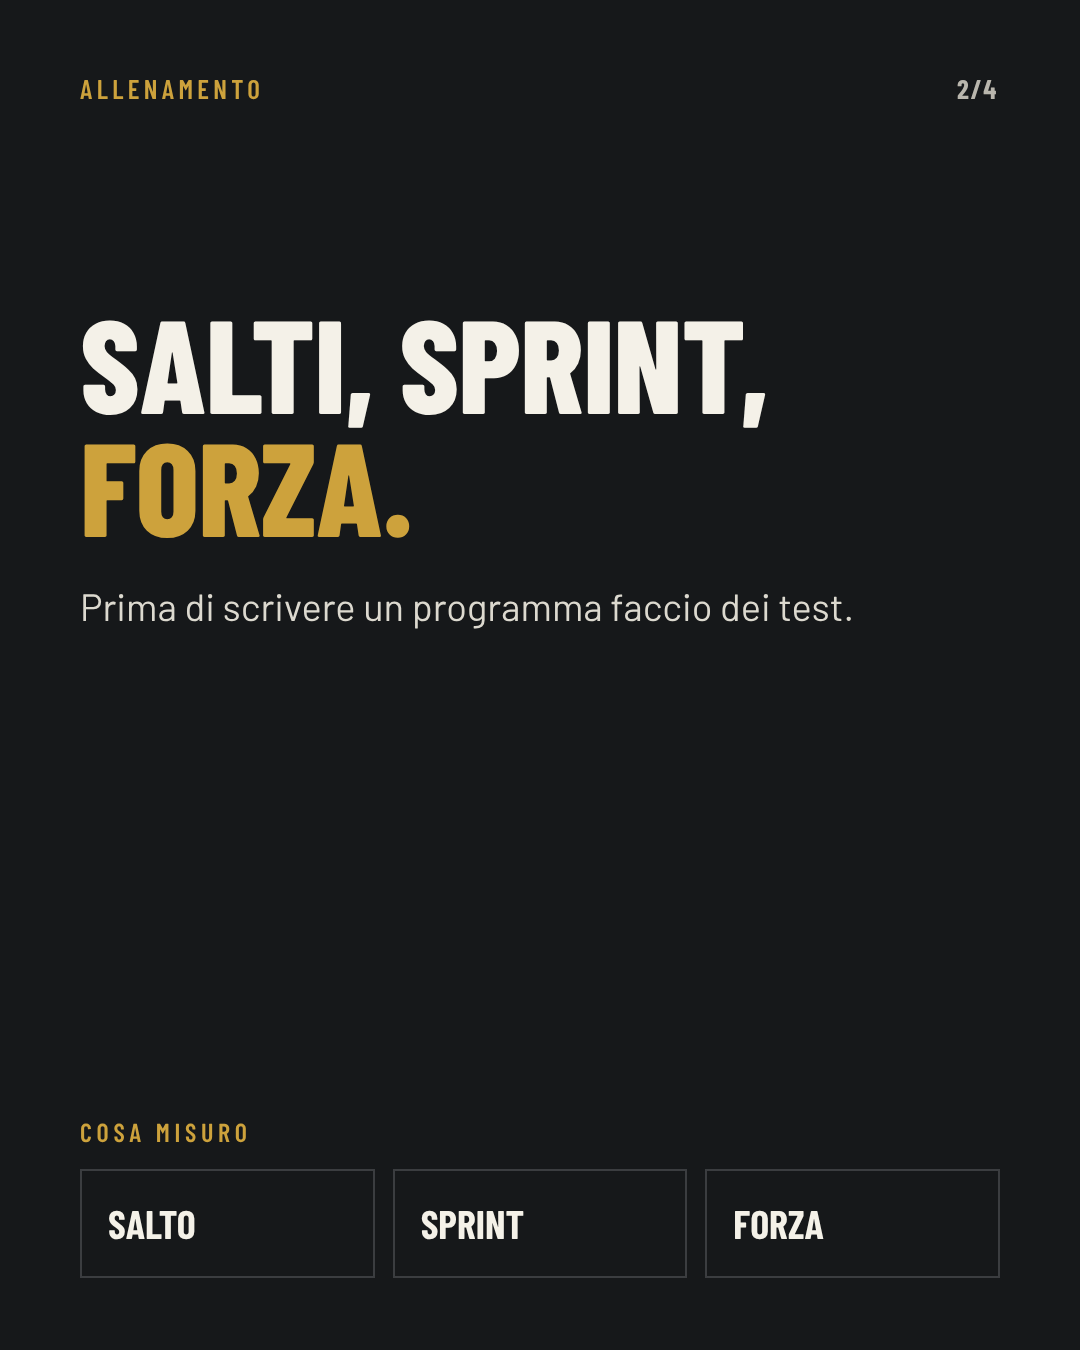 ALLENAMENTO
2/4
SALTI, SPRINT,
FORZA.
Prima di scrivere un programma faccio dei test.
COSA MISURO
SALTO
SPRINT
FORZA